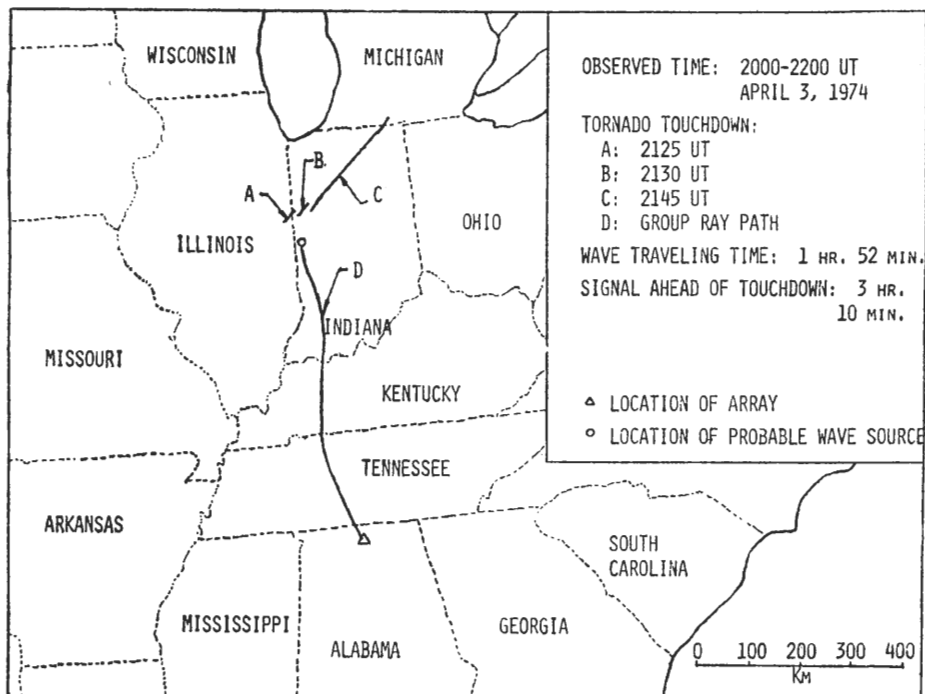 WISCONSIN
MICHIGAN
B
A
C
ILLINOIS
OHIO
D
INDIANA
MISSOURI
KENTUCKY
TENNESSEE
ARKANSAS
SOUTH
CAROLINA
MISSISSIPPI
ALABAMA
GEORGIA
OBSERVED TIME: 2000-2200 UT
APRIL 3, 1974
TORNADO TOUCHDOWN:
A: 2125 UT
B: 2130 UT
C: 2145 UT
D: GROUP RAY PATH
WAVE TRAVELING TIME: 1 HR. 52 MIN.
SIGNAL AHEAD OF TOUCHDOWN: 3 HR.
10 MIN.
LOCATION OF ARRAY
LOCATION OF PROBABLE WAVE SOURCE
0 100 200 300 400
KM